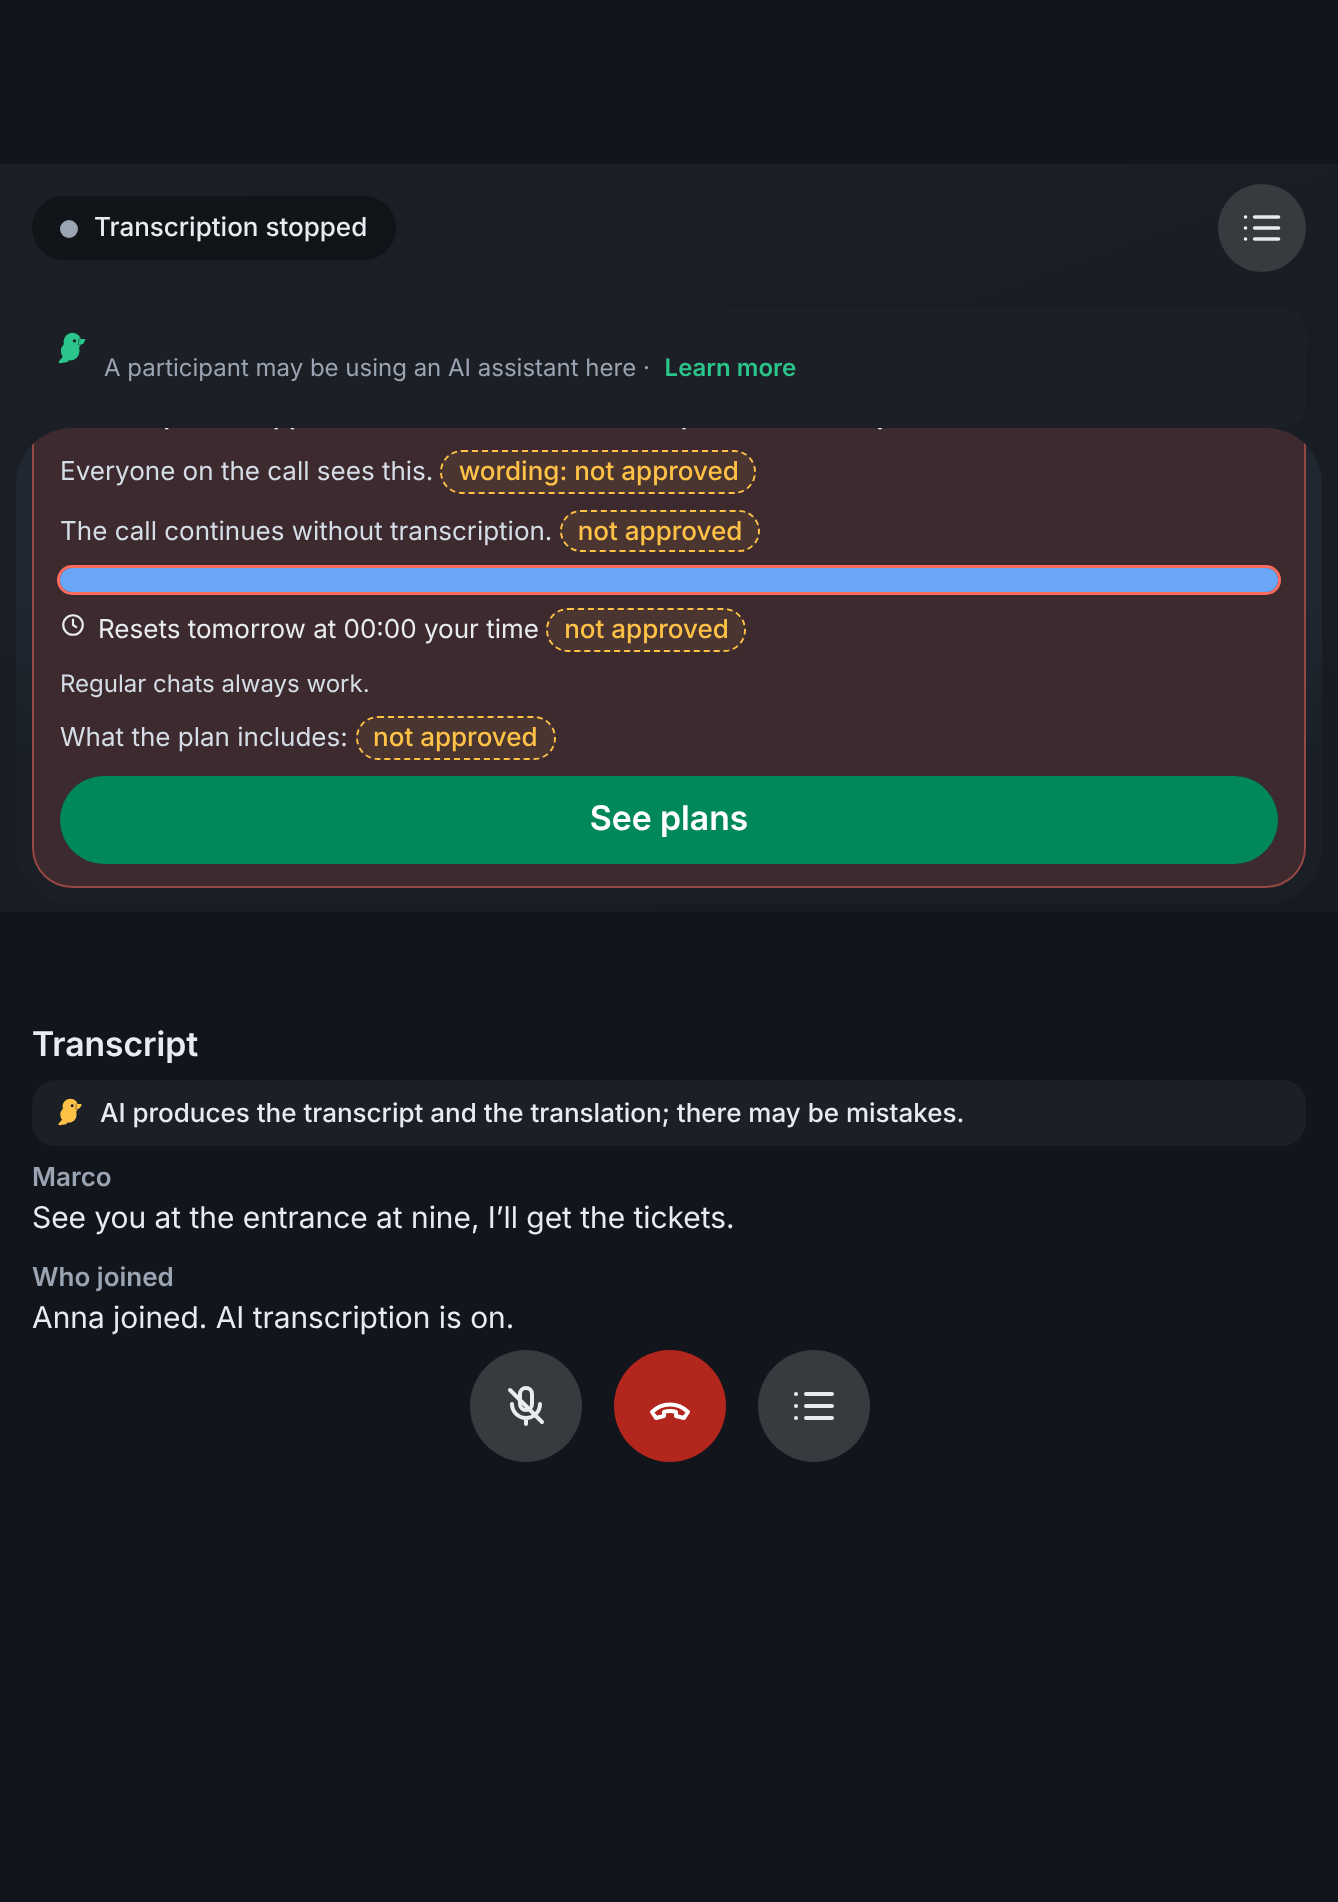 Transcription stopped
A participant may be using an AI assistant here · Learn more
Everyone on the call sees this. wording: not approved
The call continues without transcription. not approved
Resets tomorrow at 00:00 your time not approved
Regular chats always work.
What the plan includes: not approved
See plans
Transcript
AI produces the transcript and the translation; there may be mistakes.
Marco
See you at the entrance at nine, I’ll get the tickets.
Who joined
Anna joined. AI transcription is on.